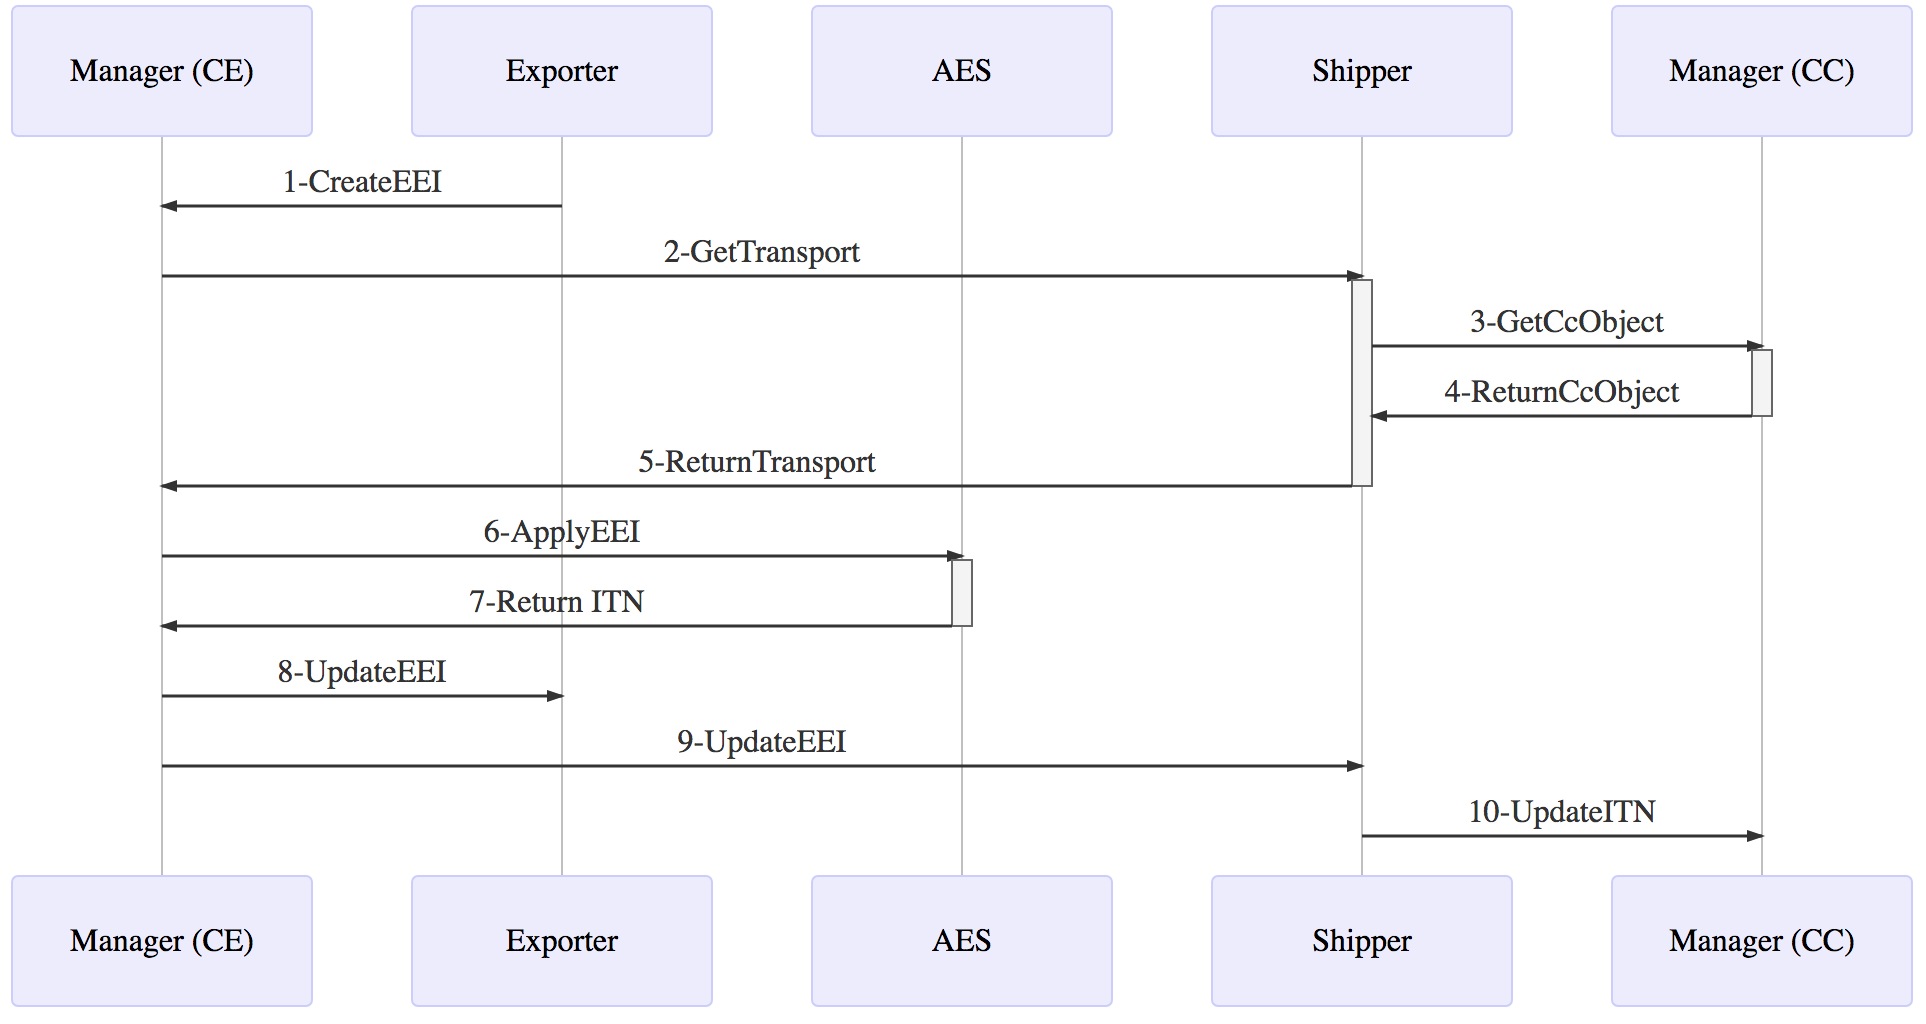 Manager (CE)
Exporter
AES
Shipper
Manager (CC)
1-CreateEEI
2-GetTransport
3-GetCcObject
4-ReturnCcObject
5-ReturnTransport
6-ApplyEEI
7-Return ITN
8-UpdateEEI
9-UpdateEEI
10-UpdateITN
Manager (CE)
Exporter
AES
Shipper
Manager (CC)